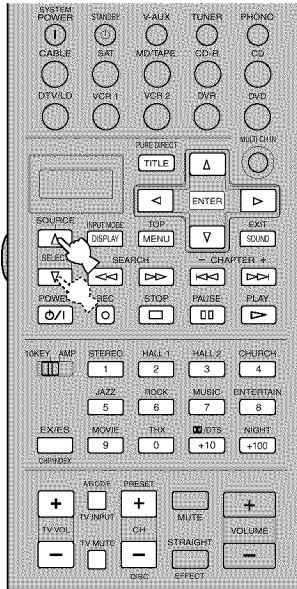 SYSTEM
POWER STANDBY V-AUX TUNER PHONO
CABLE SAT MD/TAPE CD-R CD
DTV/LD VCR 1 VCR 2 DVR DVD
PURE DIRECT MULTI CH IN
TITLE
ENTER
SOURCE INPUT MODE TOP EXIT
DISPLAY MENU SOUND
SELECT SEARCH – CHAPTER +
POWER REC STOP PAUSE PLAY
10KEY AMP STEREO HALL 1 HALL 2 CHURCH
1 2 3 4
JAZZ ROCK MUSIC ENTERTAIN
5 6 7 8
EX/ES MOVIE THX /DTS NIGHT
9 0 +10 +100
CHP/INDEX
PRESET
+ TV INPUT + MUTE +
TV VOL CH VOLUME
– TV MUTE – STRAIGHT –
DISC EFFECT